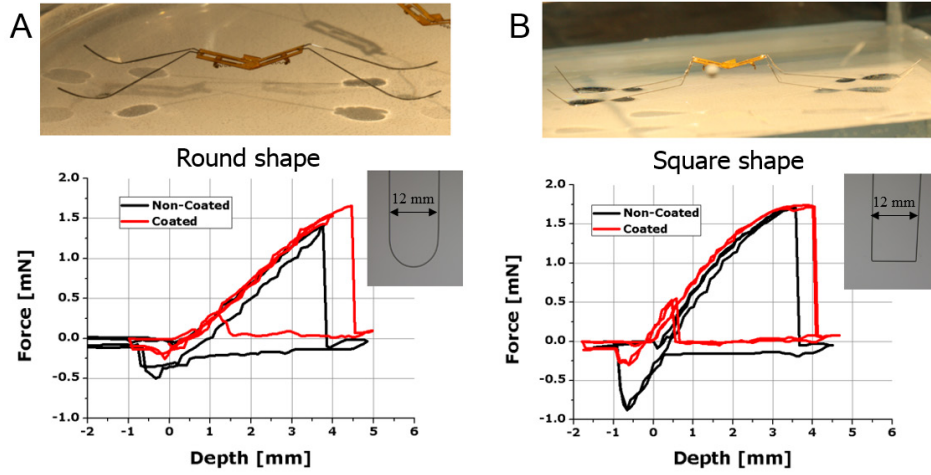 A
B
Round shape
Square shape
2.0
1.5
1.0
0.5
0.0
-0.5
-1.0
Force [mN]
Non-Coated
Coated
12 mm
-2 -1 0 1 2 3 4 5 6
Depth [mm]
2.0
1.5
1.0
0.5
0.0
-0.5
-1.0
Force [mN]
Non-Coated
Coated
12 mm
-2 -1 0 1 2 3 4 5 6
Depth [mm]